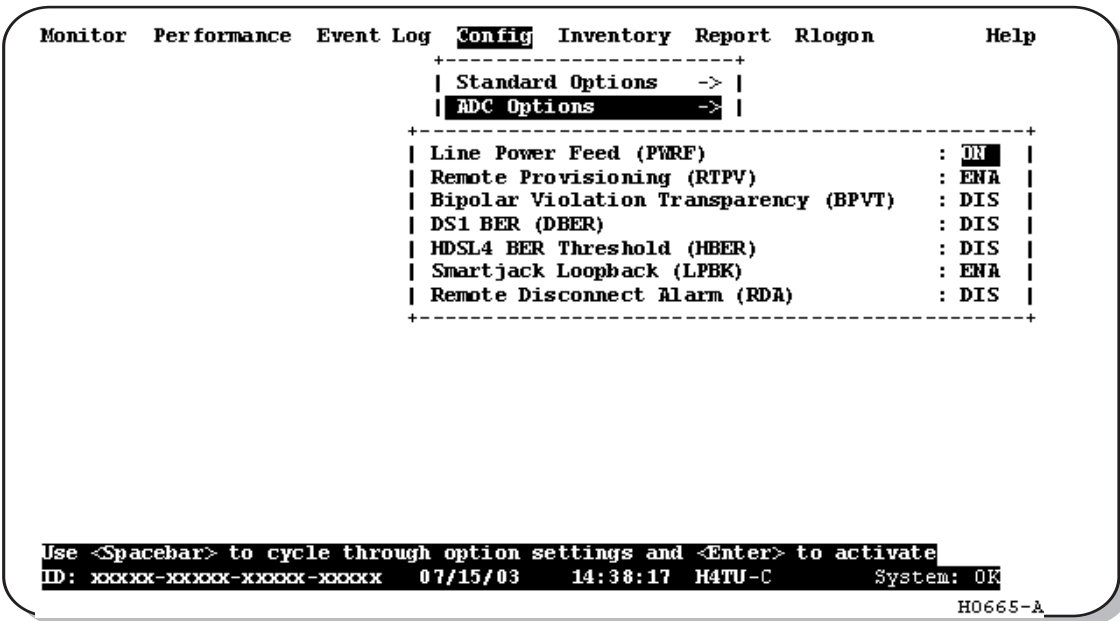 Monitor Performance Event Log Config Inventory Report Rlogon Help
Standard Options ->
ADC Options ->
Line Power Feed (PWRF) : ON
Remote Provisioning (RTPV) : ENA
Bipolar Violation Transparency (BPVT) : DIS
DS1 BER (DBER) : DIS
HDSL4 BER Threshold (HBER) : DIS
Smartjack Loopback (LPBK) : ENA
Remote Disconnect Alarm (RDA) : DIS
Use <Spacebar> to cycle through option settings and <Enter> to activate
ID: xxxxx-xxxxx-xxxxx-xxxxx 07/15/03 14:38:17 H4TU-C System: OK
H0665-A